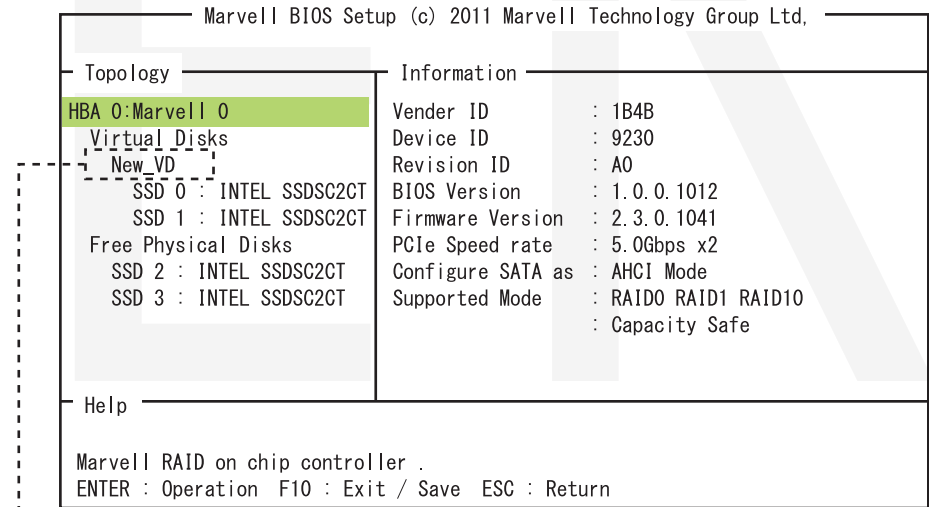 Marvell BIOS Setup (c) 2011 Marvell Technology Group Ltd,
Topology
HBA 0:Marvell 0
Virtual Disks
New_VD
SSD 0 : INTEL SSDSC2CT
SSD 1 : INTEL SSDSC2CT
Free Physical Disks
SSD 2 : INTEL SSDSC2CT
SSD 3 : INTEL SSDSC2CT
Information
Vender ID : 1B4B
Device ID : 9230
Revision ID : A0
BIOS Version : 1.0.0.1012
Firmware Version : 2.3.0.1041
PCIe Speed rate : 5.0Gbps x2
Configure SATA as : AHCI Mode
Supported Mode : RAID0 RAID1 RAID10
: Capacity Safe
Help
Marvell RAID on chip controller .
ENTER : Operation F10 : Exit / Save ESC : Return